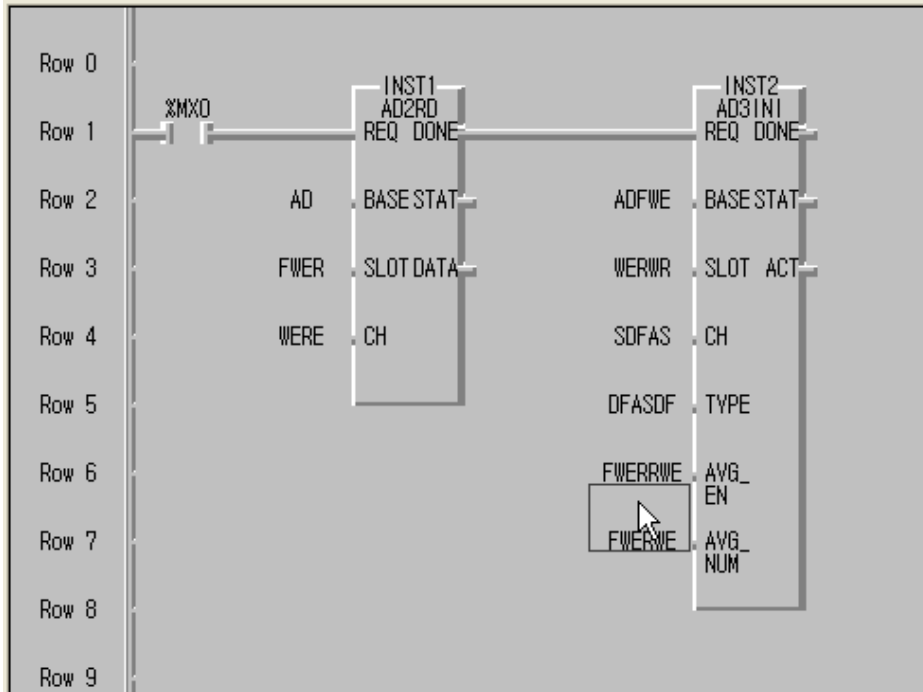 Row 0
INST1 INST2
%MX0 AD2RD AD3INI
Row 1 REQ DONE REQ DONE
Row 2 AD BASE STAT ADFWE BASE STAT
Row 3 FWER SLOT DATA WERWR SLOT ACT
Row 4 WERE CH SDFAS CH
Row 5 DFASDF TYPE
Row 6 FWERRWE AVG_
EN
Row 7 FWERWE AVG_
NUM
Row 8
Row 9